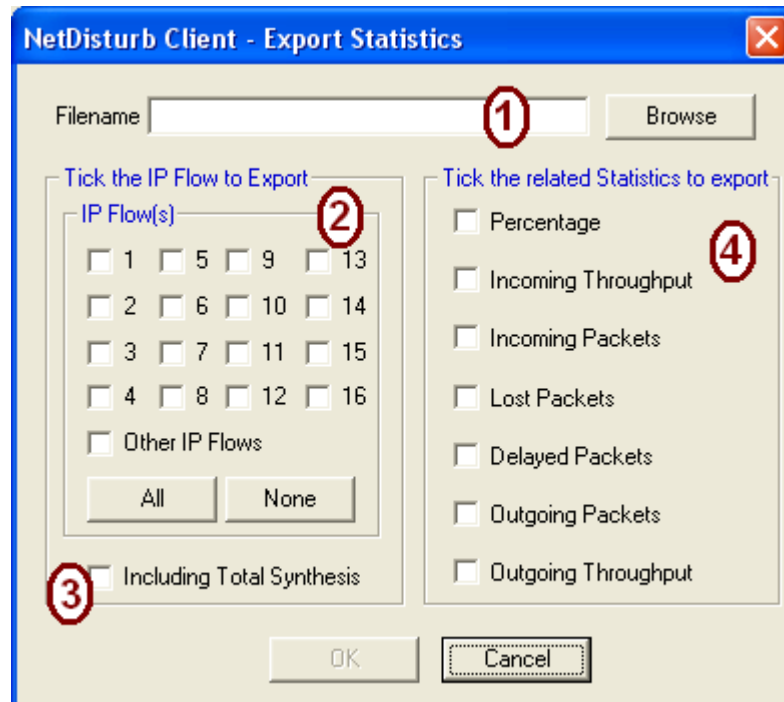 NetDisturb Client - Export Statistics
Filename 1 Browse
Tick the IP Flow to Export
IP Flow(s) 2
1 5 9 13
2 6 10 14
3 7 11 15
4 8 12 16
Other IP Flows
All None
3 Including Total Synthesis
Tick the related Statistics to export
Percentage
4
Incoming Throughput
Incoming Packets
Lost Packets
Delayed Packets
Outgoing Packets
Outgoing Throughput
OK Cancel